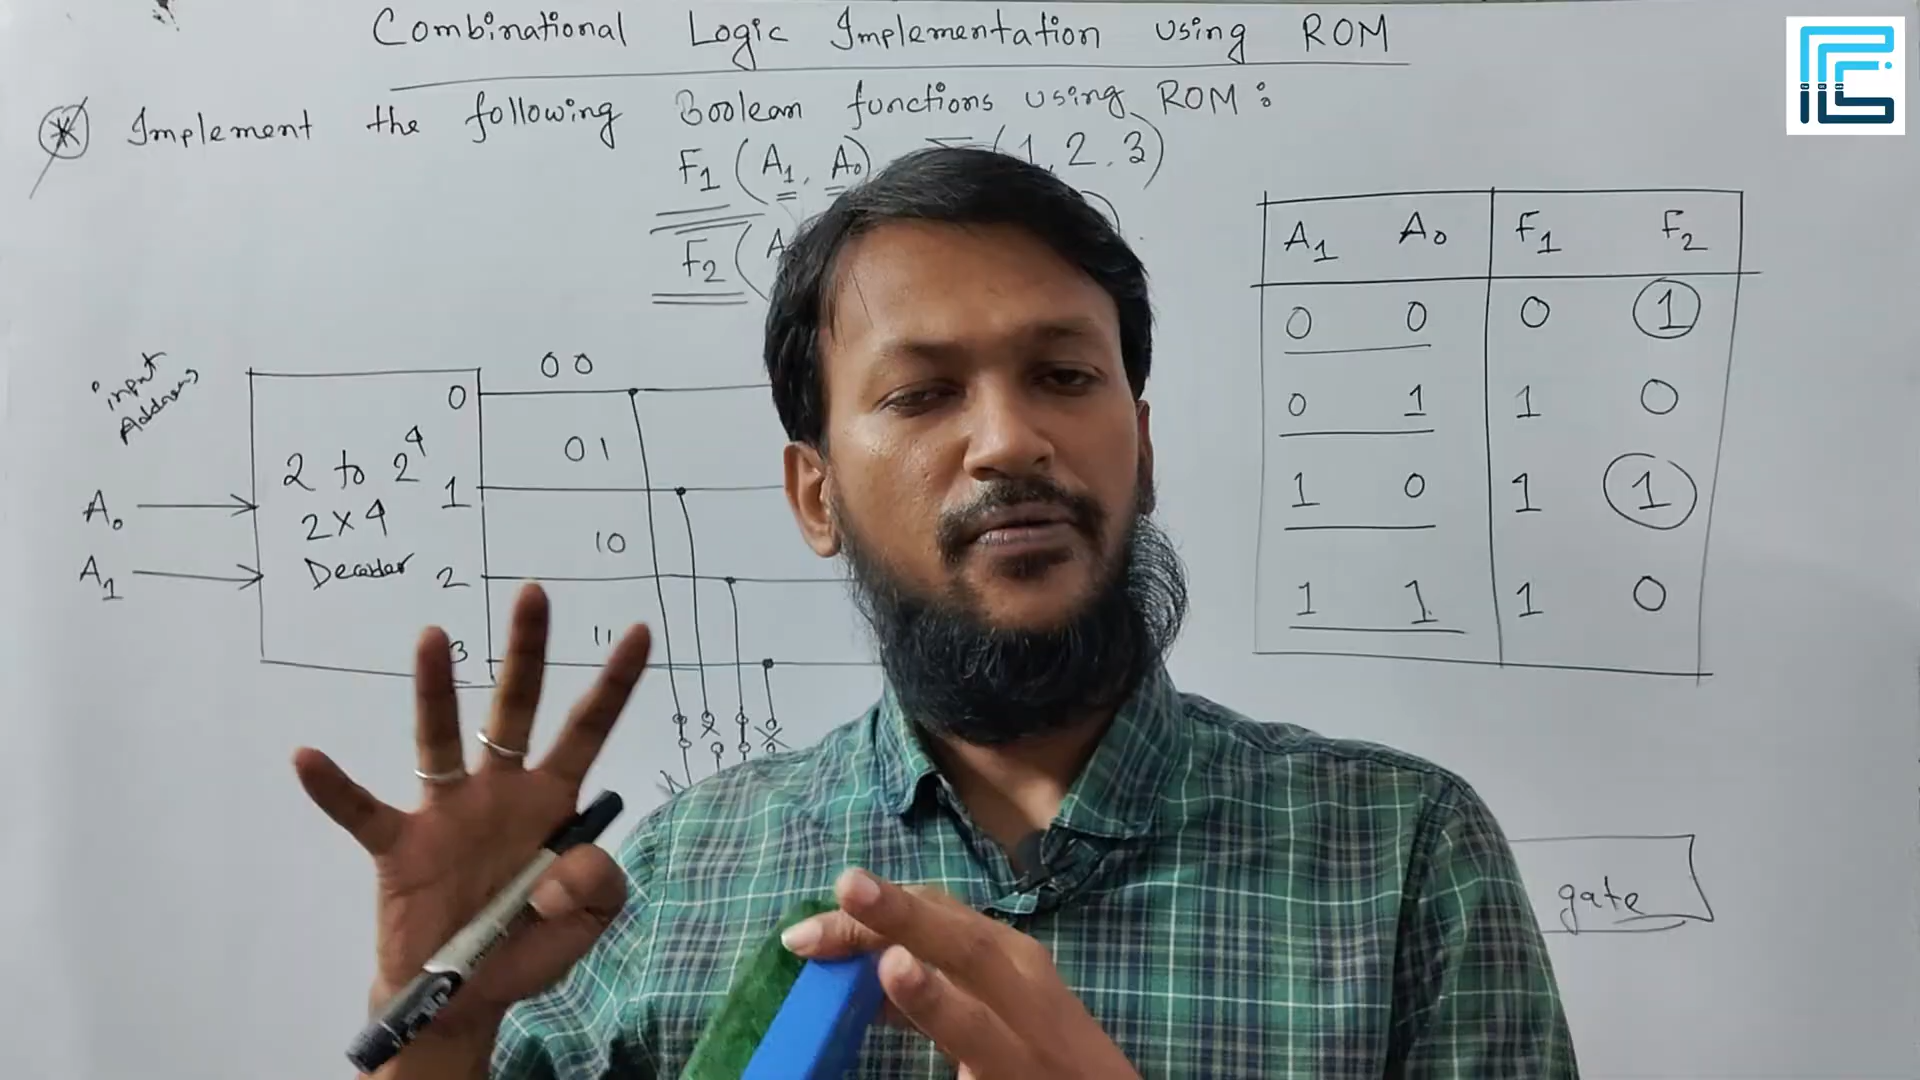 Combinational Logic Implementation using ROM
* Implement the following Boolean functions using ROM:
F1 (A1, A0) (1, 2, 3)
F2 (A
A1 A0 F1 F2
0 0 0 1
0 1 1 0
1 0 1 1
1 1 1 0
input
Address
A0
A1
2 to 2^4
2x4
Decoder
0
1
2
3
00
01
10
11
gate